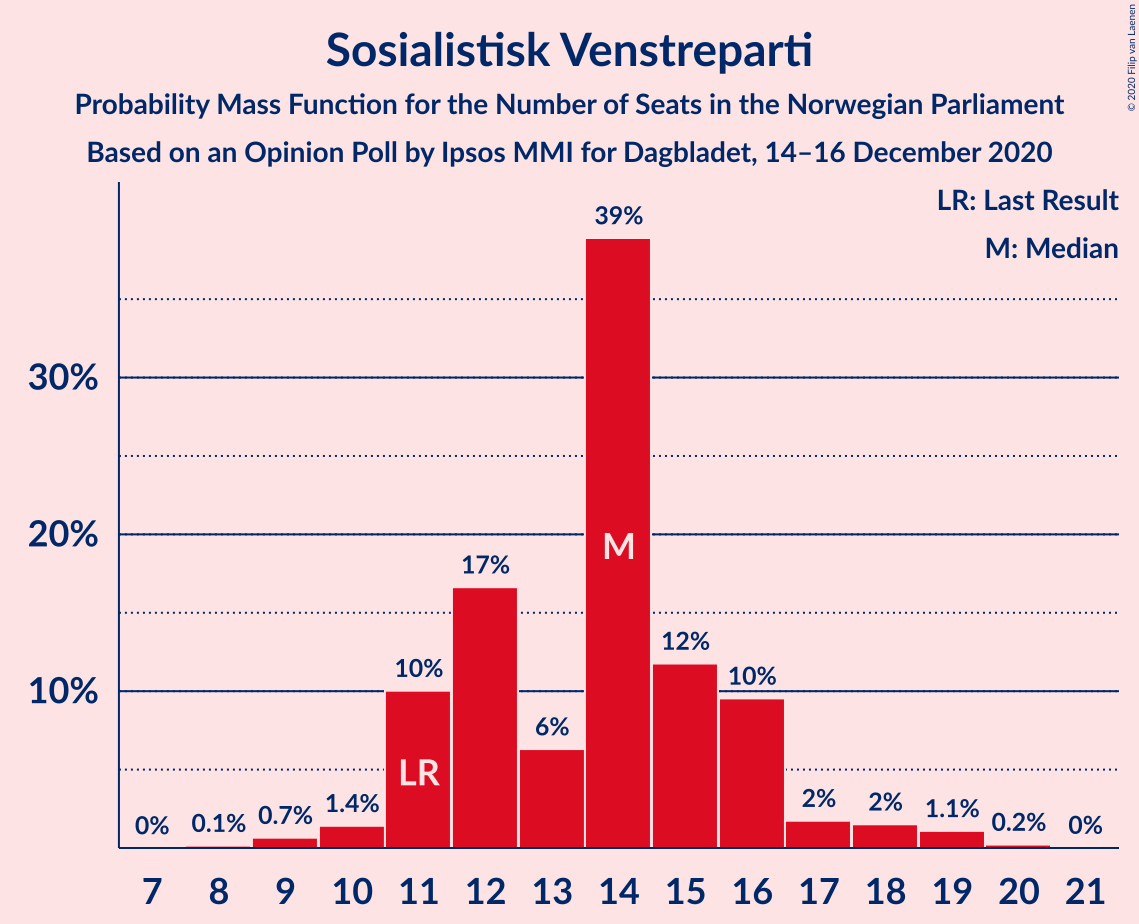 Sosialistisk Venstreparti
Probability Mass Function for the Number of Seats in the Norwegian Parliament
Based on an Opinion Poll by Ipsos MMI for Dagbladet, 14–16 December 2020
© 2020 Filip van Laenen
LR: Last Result
M: Median
30%
20%
10%
0%
0.1%
0.7%
1.4%
10%
17%
6%
39%
12%
10%
2%
2%
1.1%
0.2%
0%
LR
M
7 8 9 10 11 12 13 14 15 16 17 18 19 20 21